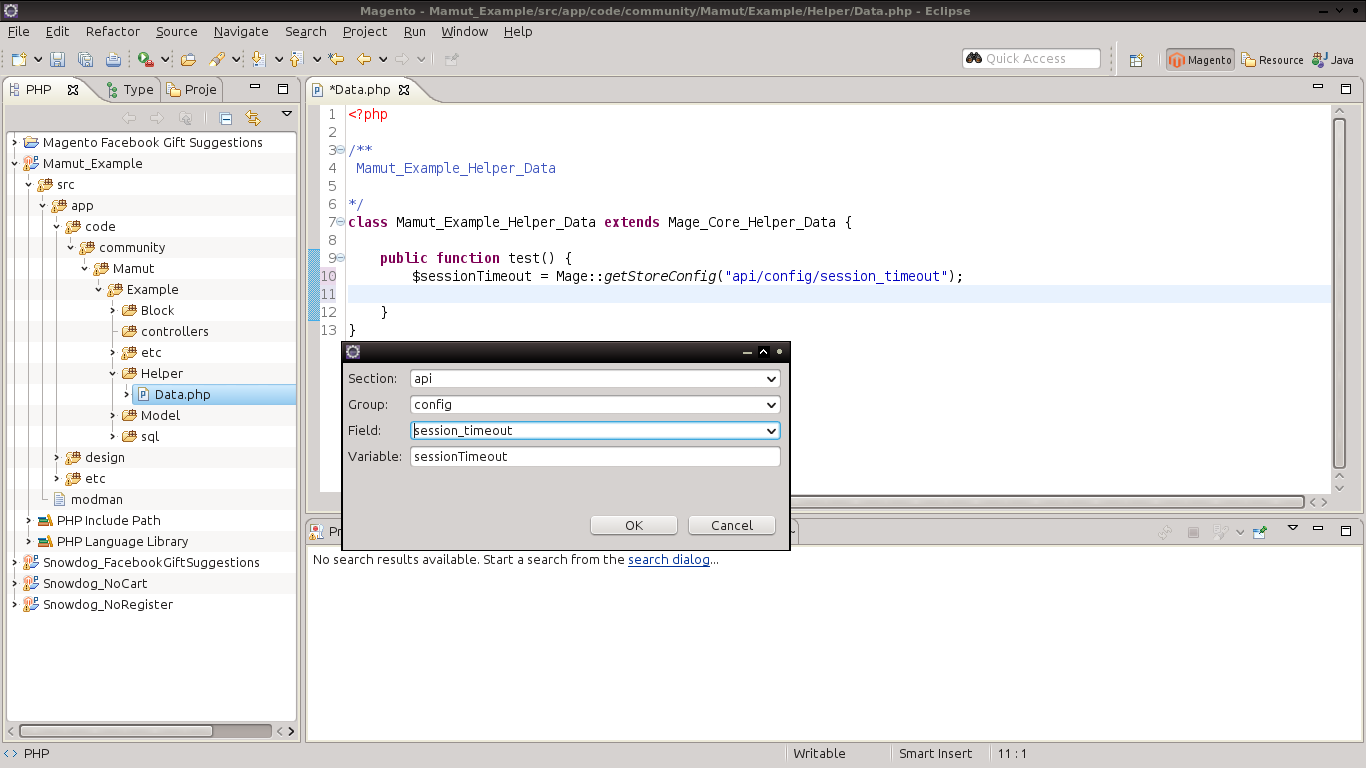 Magento - Mamut_Example/src/app/code/community/Mamut/Example/Helper/Data.php - Eclipse
File Edit Refactor Source Navigate Search Project Run Window Help
Quick Access
Magento Resource Java
PHP Type Proje
*Data.php
Magento Facebook Gift Suggestions
Mamut_Example
src
app
code
community
Mamut
Example
Block
controllers
etc
Helper
Data.php
Model
sql
design
etc
modman
PHP Include Path
PHP Language Library
Snowdog_FacebookGiftSuggestions
Snowdog_NoCart
Snowdog_NoRegister
1 <?php
2
3 /**
4 Mamut_Example_Helper_Data
5
6 */
7 class Mamut_Example_Helper_Data extends Mage_Core_Helper_Data {
8
9 public function test() {
10 $sessionTimeout = Mage::getStoreConfig("api/config/session_timeout");
11
12 }
13 }
Section: api
Group: config
Field: session_timeout
Variable: sessionTimeout
OK Cancel
Pr
No search results available. Start a search from the search dialog...
PHP
Writable Smart Insert 11 : 1